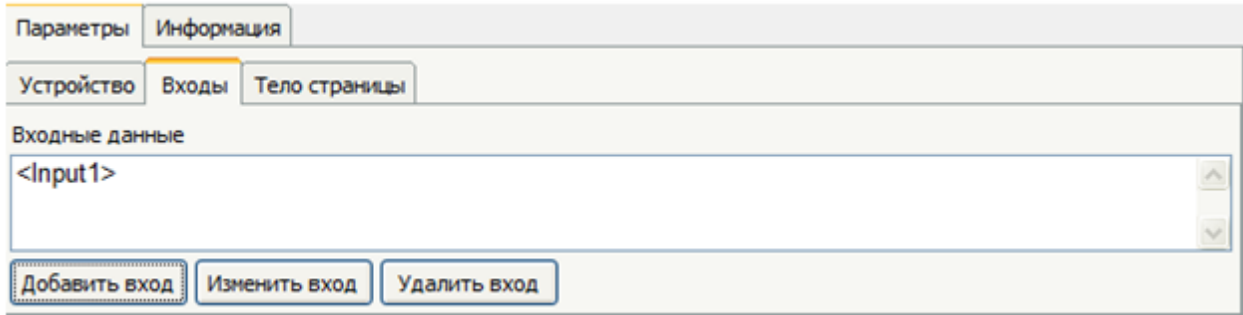 Параметры Информация
Устройство Входы Тело страницы
Входные данные
<Input1>
Добавить вход Изменить вход Удалить вход